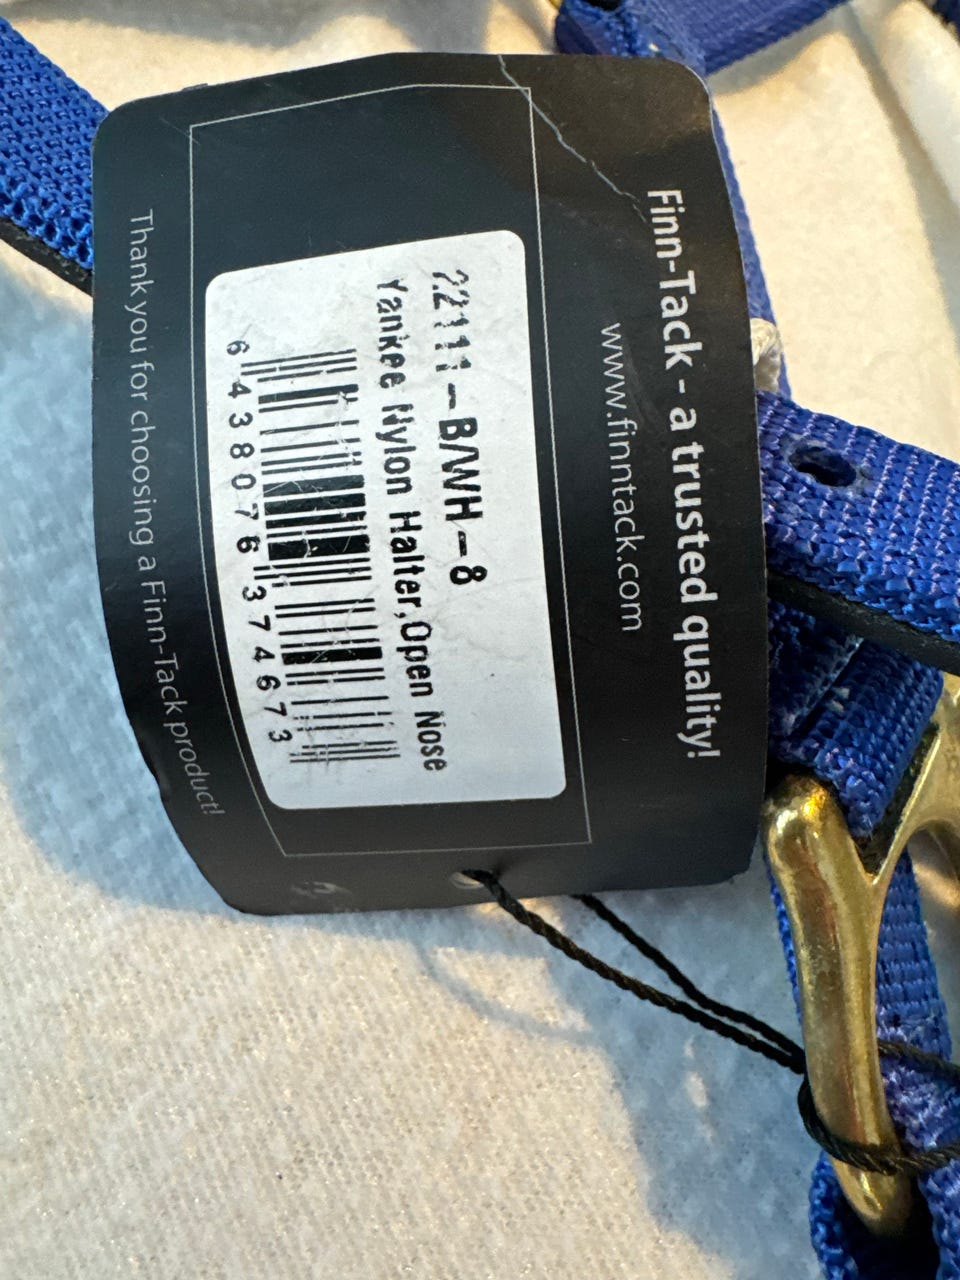 Finn-Tack - a trusted quality!
www.finntack.com
22111-B/WH-8
Yankee Nylon Halter,Open Nose
6 438076 374673
Thank you for choosing a Finn-Tack product!